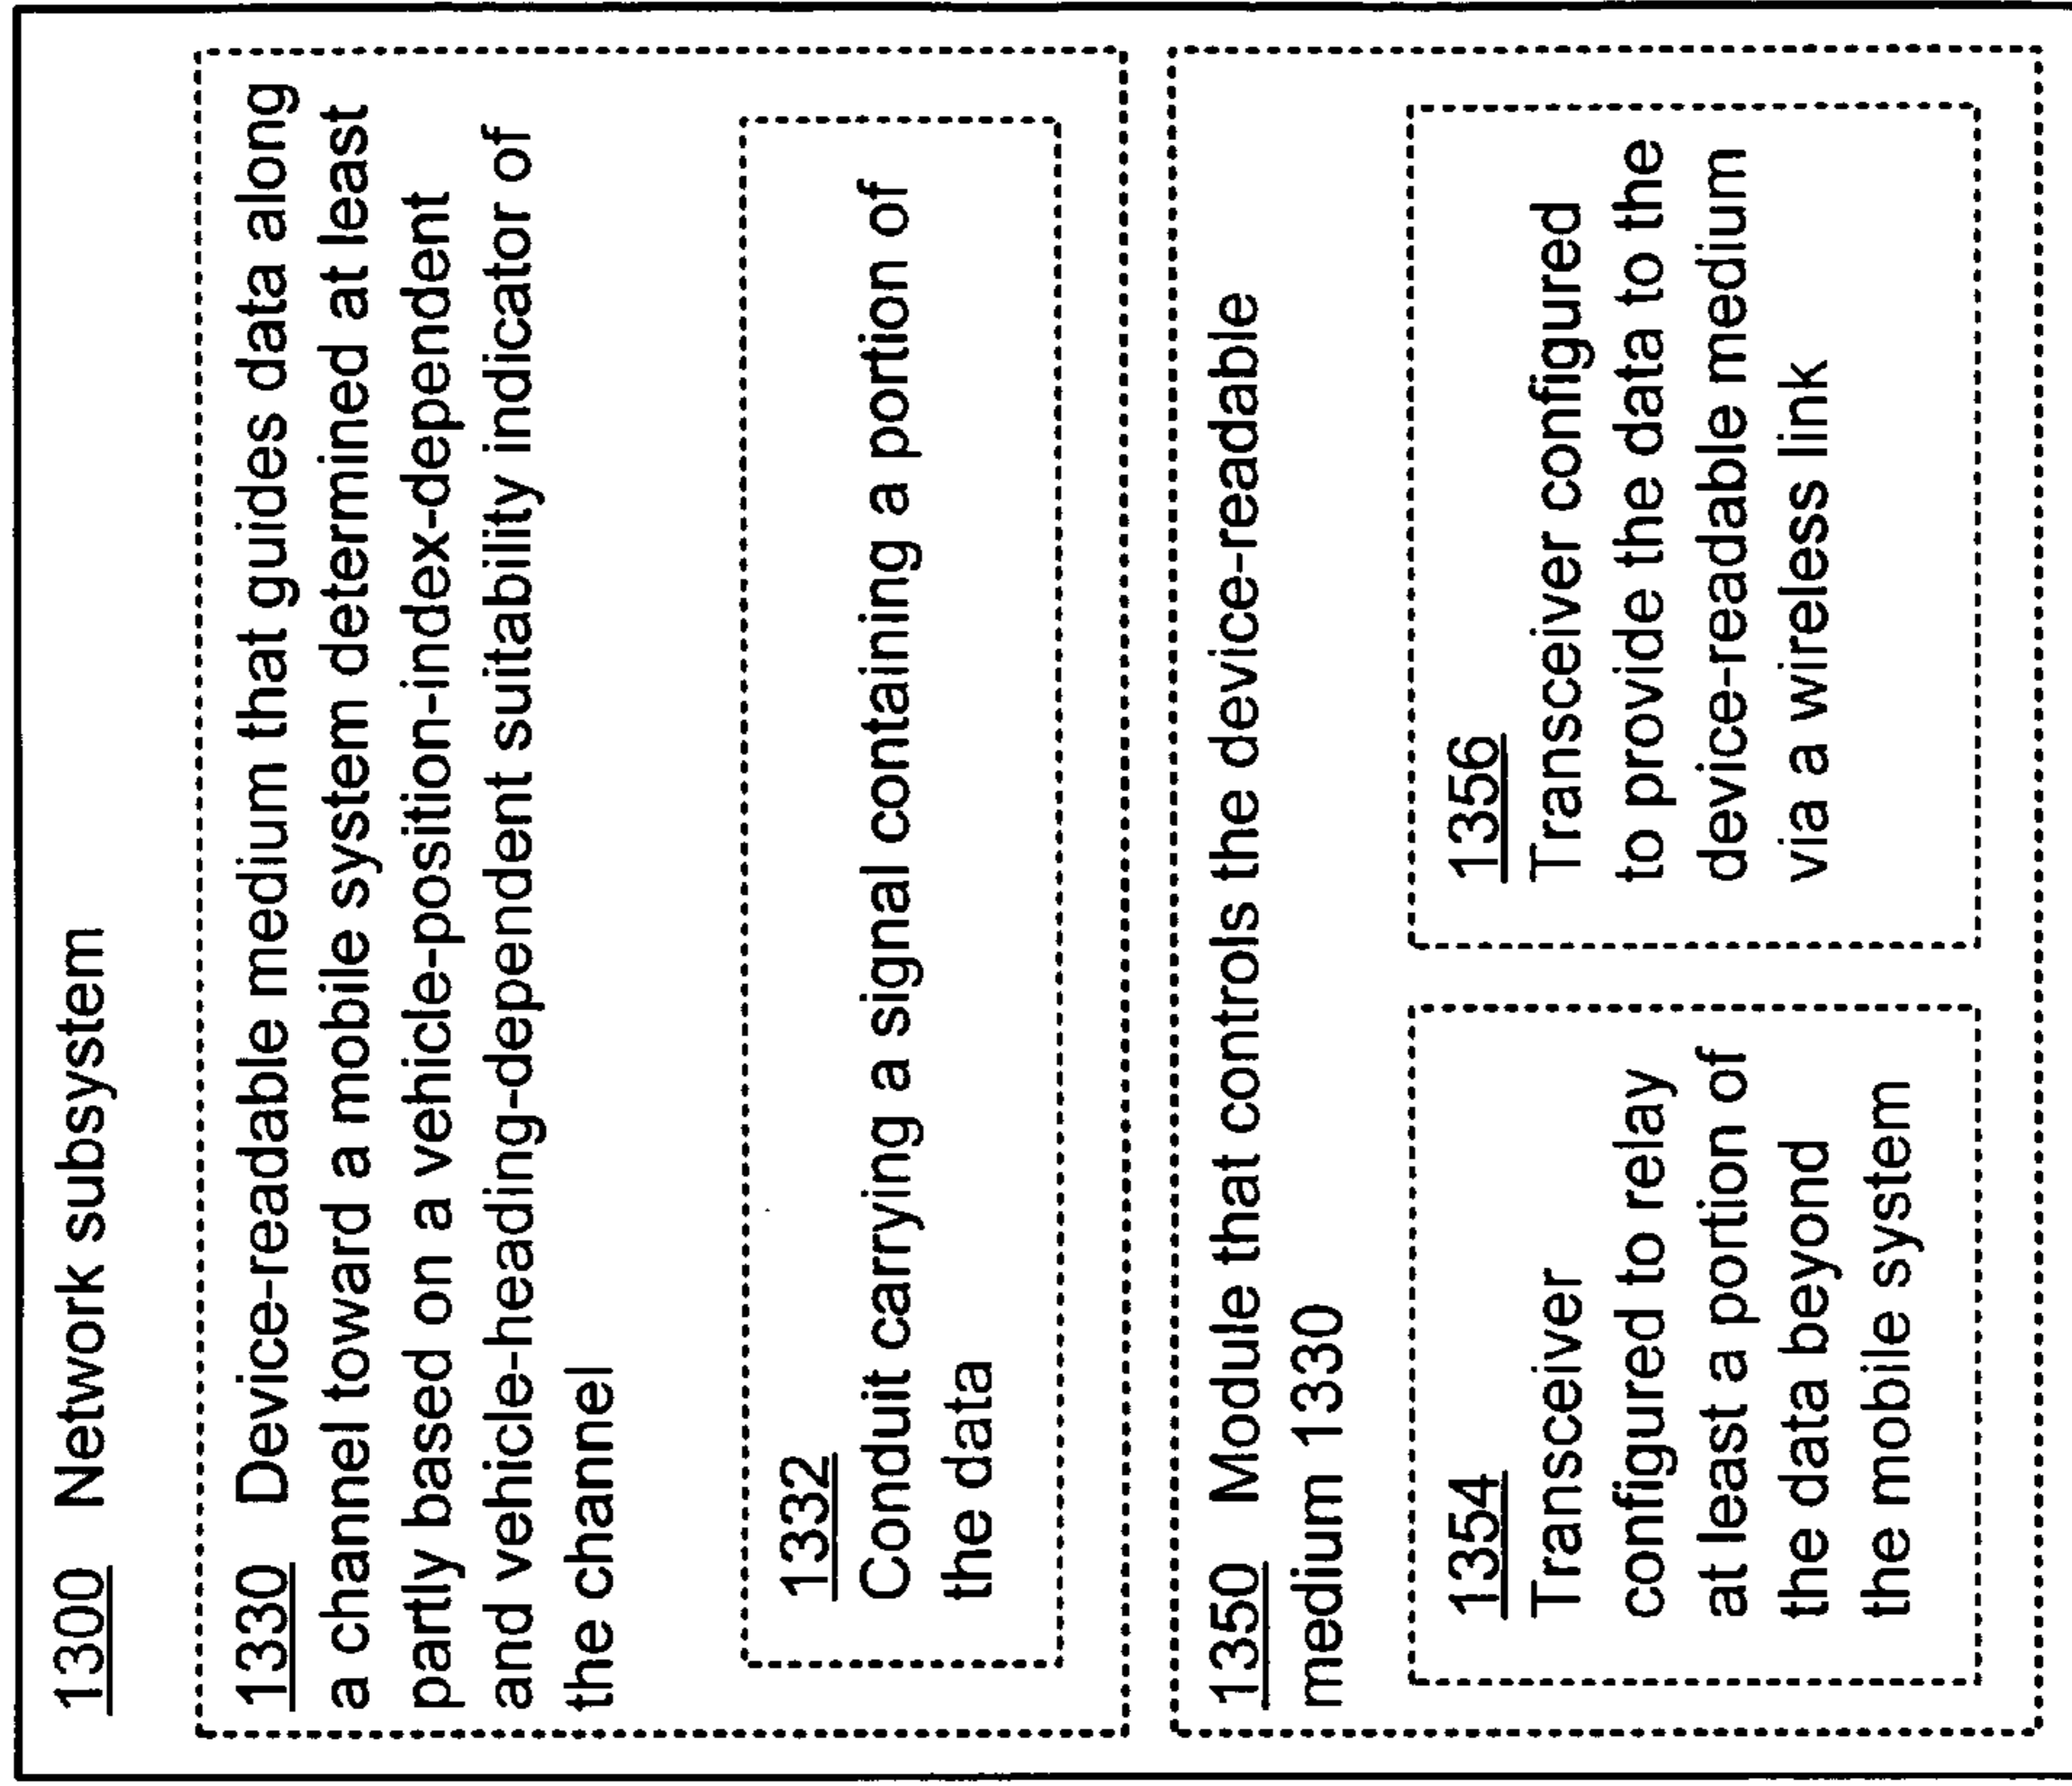 1300 Network subsystem
1330 Device-readable medium that guides data along
a channel toward a mobile system determined at least
partly based on a vehicle-position-index-dependent
and vehicle-heading-dependent suitability indicator of
the channel
1332
Conduit carrying a signal containing a portion of
the data
1350 Module that controls the device-readable
medium 1330
1354
Transceiver
configured to relay
at least a portion of
the data beyond
the mobile system
1356
Transceiver configured
to provide the data to the
device-readable medium
via a wireless link